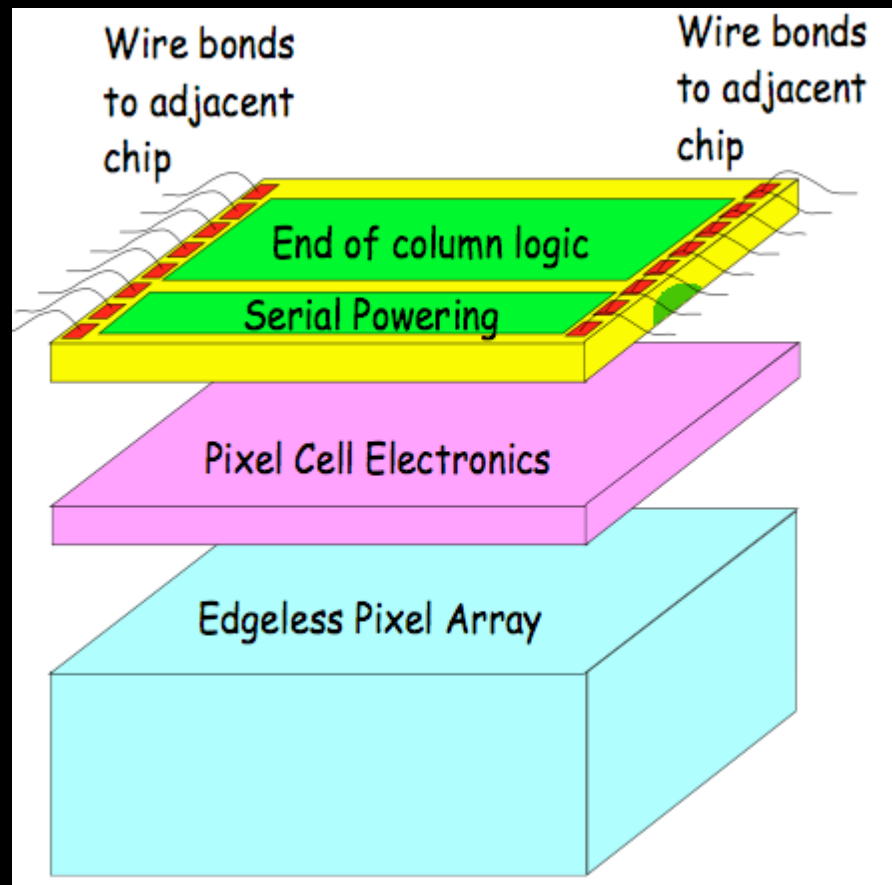 Wire bonds
to adjacent
chip
Wire bonds
to adjacent
chip
End of column logic
Serial Powering
Pixel Cell Electronics
Edgeless Pixel Array